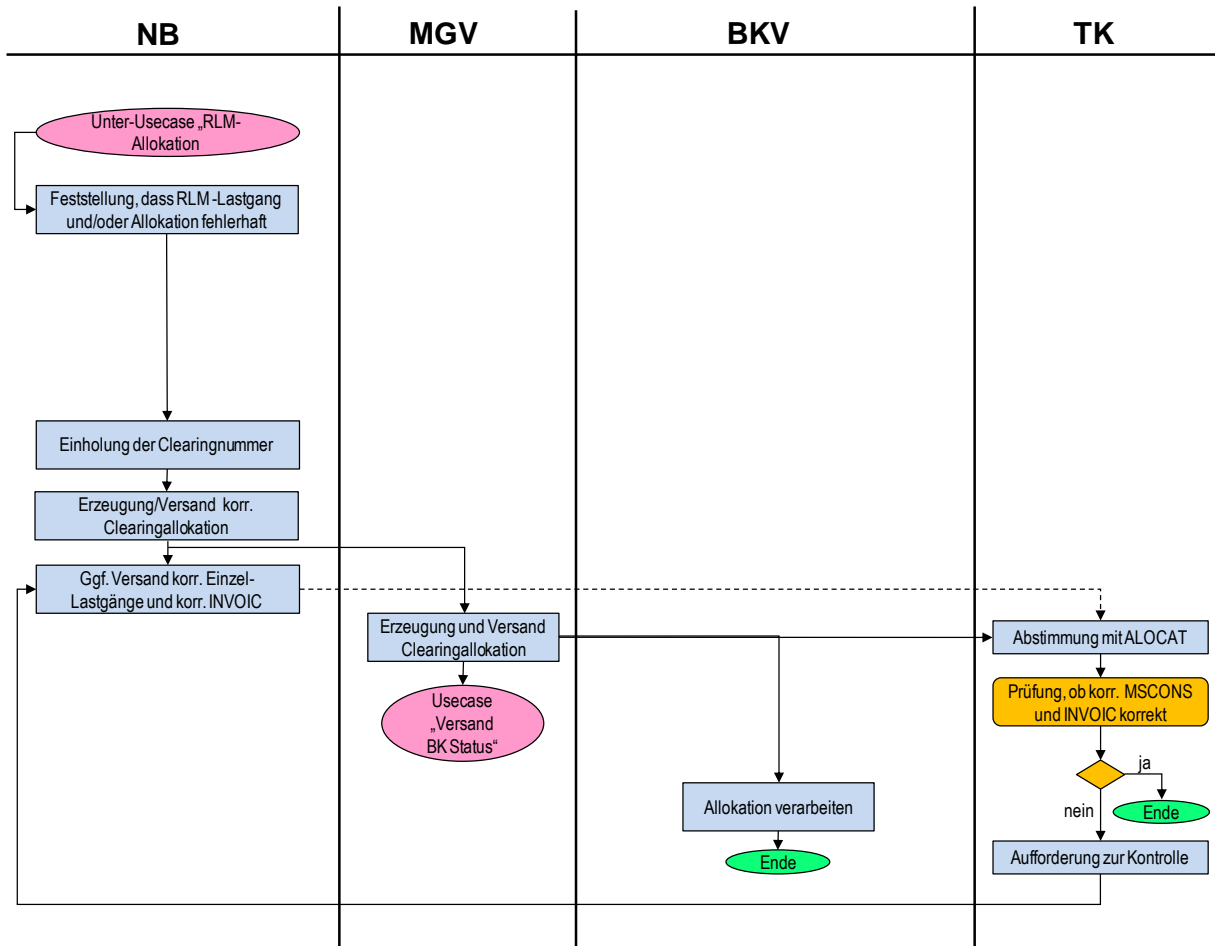 NB
MGV
BKV
TK
Unter-Usecase „RLM-
Allokation
Feststellung, dass RLM -Lastgang
und/oder Allokation fehlerhaft
Einholung der Clearingnummer
Erzeugung/Versand korr.
Clearingallokation
Ggf. Versand korr. Einzel-
Lastgänge und korr. INVOIC
Erzeugung und Versand
Clearingallokation
Usecase
„Versand
BK Status“
Allokation verarbeiten
Ende
Abstimmung mit ALOCAT
Prüfung, ob korr. MSCONS
und INVOIC korrekt
ja
nein
Ende
Aufforderung zur Kontrolle